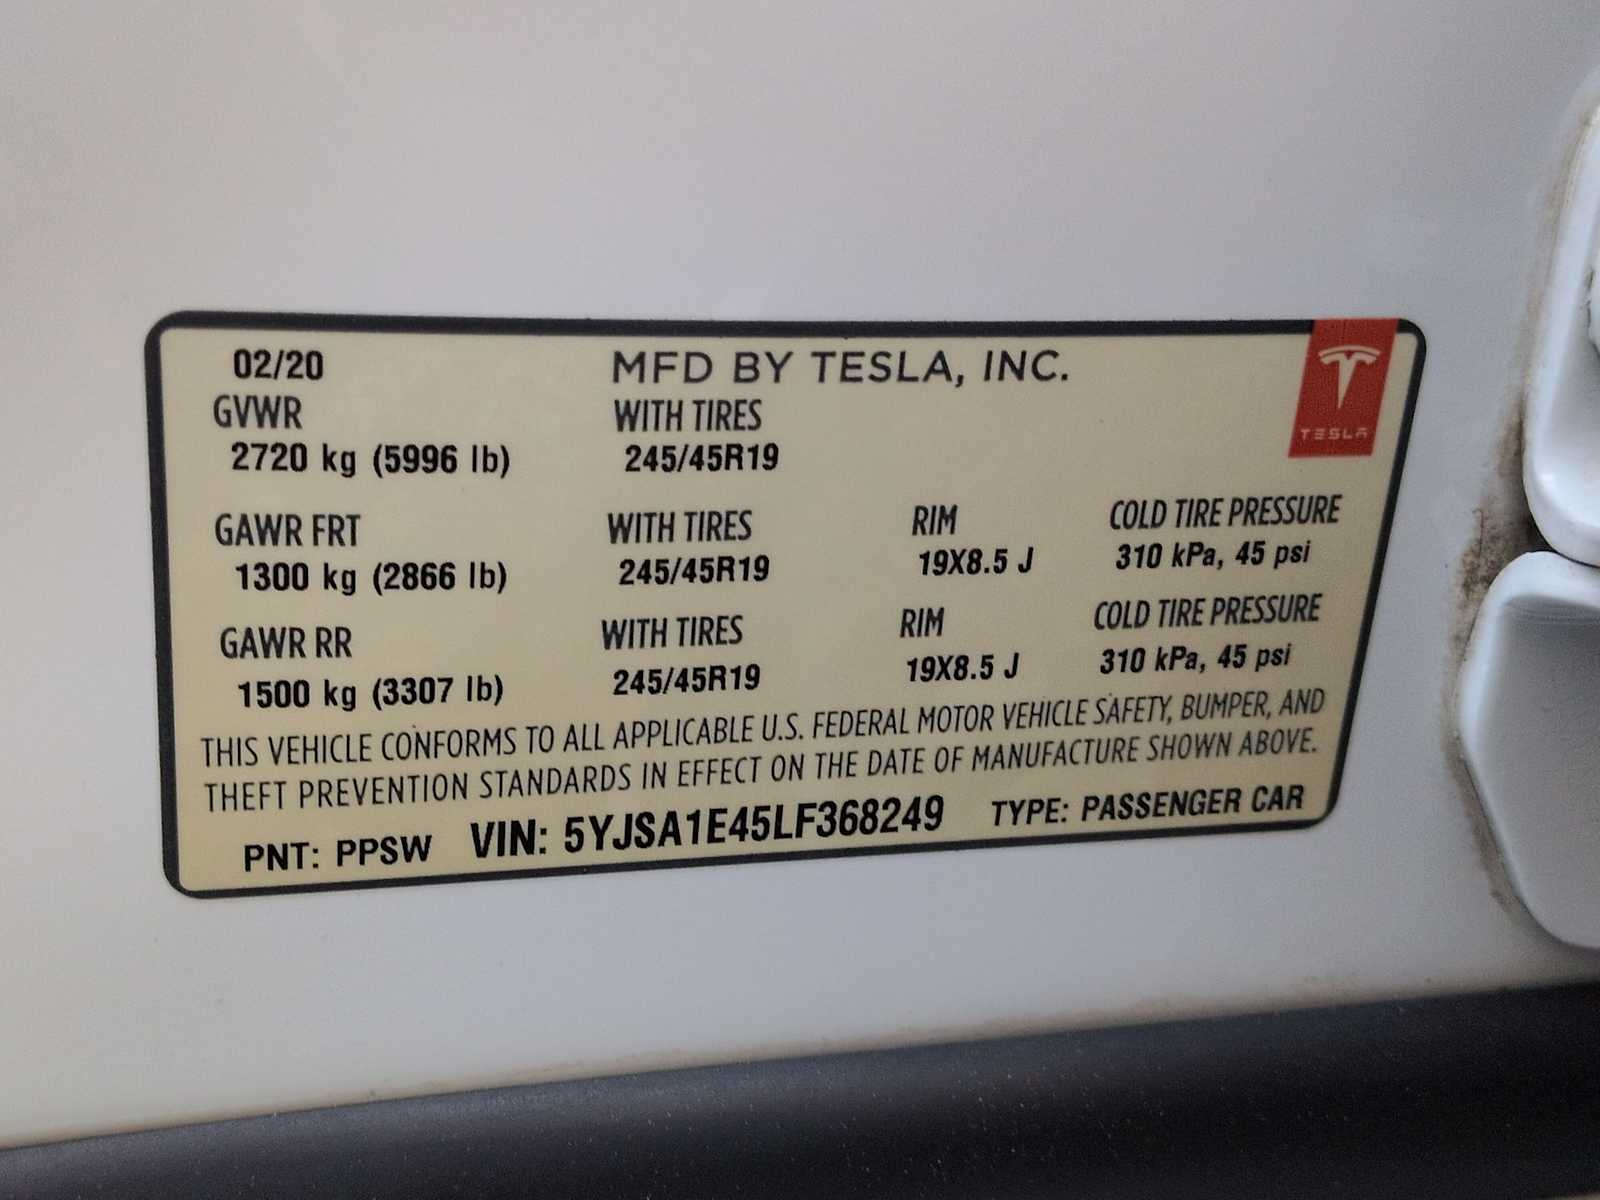 02/20 MFD BY TESLA, INC.
GVWR WITH TIRES
2720 kg (5996 lb) 245/45R19
TESLA
GAWR FRT WITH TIRES RIM COLD TIRE PRESSURE
1300 kg (2866 lb) 245/45R19 19X8.5 J 310 kPa, 45 psi
GAWR RR WITH TIRES RIM COLD TIRE PRESSURE
1500 kg (3307 lb) 245/45R19 19X8.5 J 310 kPa, 45 psi
THIS VEHICLE CONFORMS TO ALL APPLICABLE U.S. FEDERAL MOTOR VEHICLE SAFETY, BUMPER, AND
THEFT PREVENTION STANDARDS IN EFFECT ON THE DATE OF MANUFACTURE SHOWN ABOVE.
PNT: PPSW VIN: 5YJSA1E45LF368249 TYPE: PASSENGER CAR